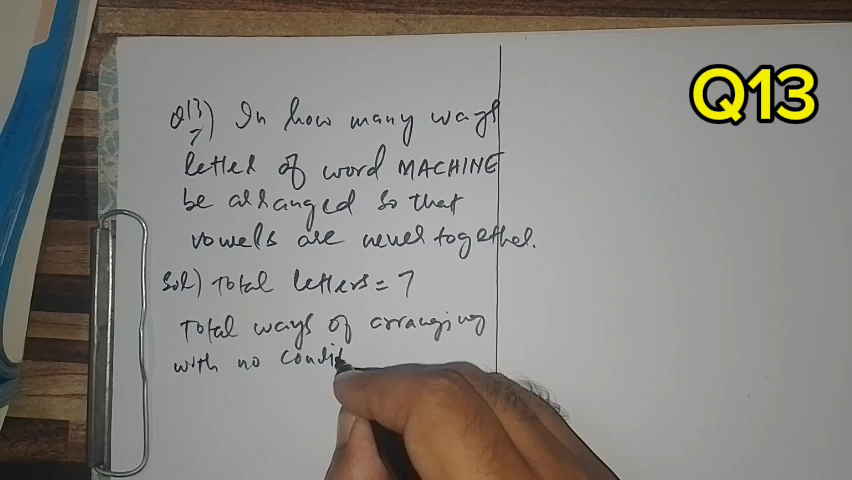 Q13
Q13) In how many ways
letter of word MACHINE
be arranged so that
vowels are never together.
Sol) Total letters = 7
Total ways of arranging
with no condi